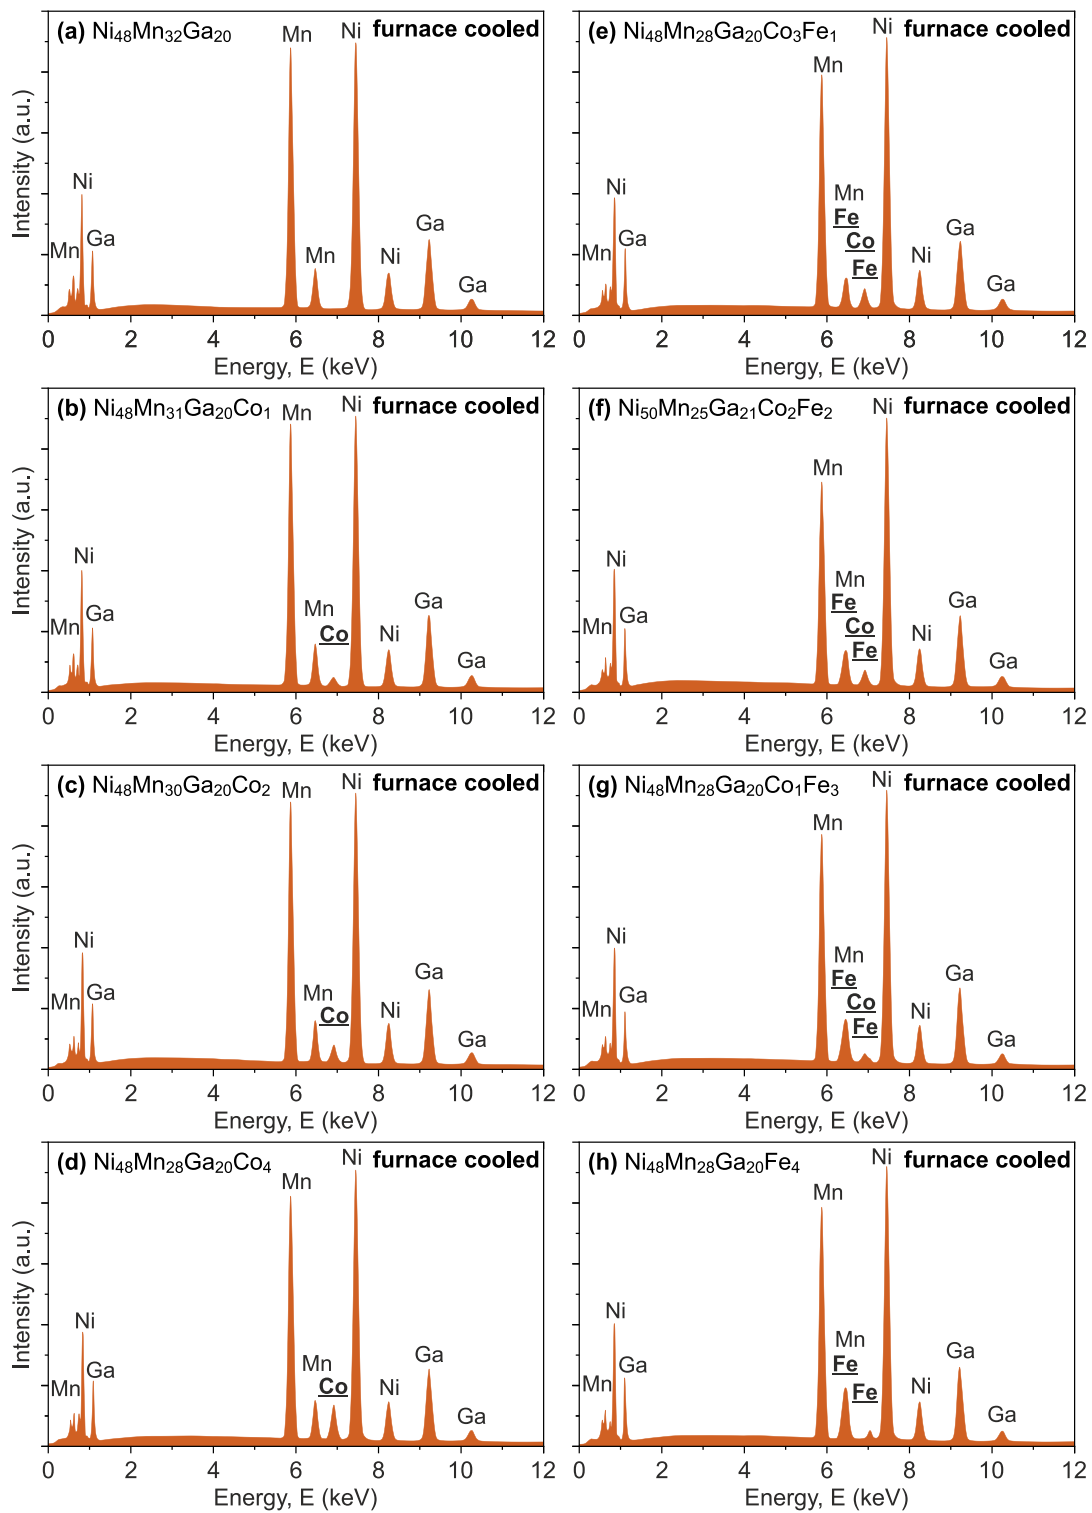 (a) Ni48Mn32Ga20 furnace cooled
Mn
Ni
Ni
Mn
Ga
Mn
Ni
Ga
Ga
Intensity (a.u.)
0 2 4 6 8 10 12
Energy, E (keV)
(b) Ni48Mn31Ga20Co1 furnace cooled
Mn
Ni
Ni
Mn
Ga
Mn
Co
Ni
Ga
Ga
Intensity (a.u.)
0 2 4 6 8 10 12
Energy, E (keV)
(c) Ni48Mn30Ga20Co2 furnace cooled
Mn
Ni
Ni
Mn
Ga
Mn
Co
Ni
Ga
Ga
Intensity (a.u.)
0 2 4 6 8 10 12
Energy, E (keV)
(d) Ni48Mn28Ga20Co4 furnace cooled
Mn
Ni
Ni
Mn
Ga
Mn
Co
Ni
Ga
Ga
Intensity (a.u.)
0 2 4 6 8 10 12
Energy, E (keV)
(e) Ni48Mn28Ga20Co3Fe1 furnace cooled
Ni
Mn
Ni
Mn
Ga
Mn
Fe
Co
Fe
Ni
Ga
Ga
0 2 4 6 8 10 12
Energy, E (keV)
(f) Ni50Mn25Ga21Co2Fe2 furnace cooled
Ni
Mn
Ni
Mn
Ga
Mn
Fe
Co
Fe
Ni
Ga
Ga
0 2 4 6 8 10 12
Energy, E (keV)
(g) Ni48Mn28Ga20Co1Fe3 furnace cooled
Ni
Mn
Ni
Mn
Ga
Mn
Fe
Co
Fe
Ni
Ga
Ga
0 2 4 6 8 10 12
Energy, E (keV)
(h) Ni48Mn28Ga20Fe4 furnace cooled
Ni
Mn
Ni
Mn
Ga
Mn
Fe
Fe
Ni
Ga
Ga
0 2 4 6 8 10 12
Energy, E (keV)